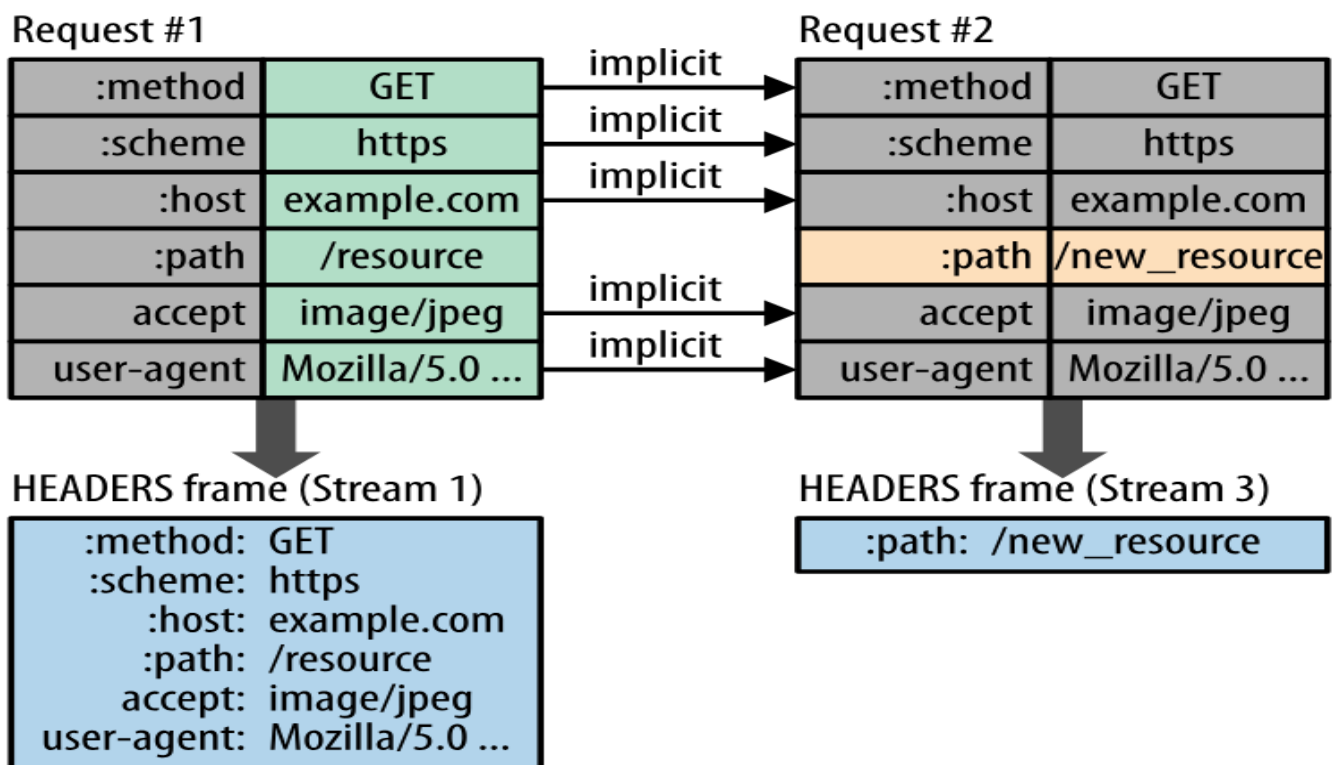 Request #1
:method GET
:scheme https
:host example.com
:path /resource
accept image/jpeg
user-agent Mozilla/5.0 ...
implicit
implicit
implicit
implicit
implicit
Request #2
:method GET
:scheme https
:host example.com
:path /new_resource
accept image/jpeg
user-agent Mozilla/5.0 ...
HEADERS frame (Stream 1)
:method: GET
:scheme: https
:host: example.com
:path: /resource
accept: image/jpeg
user-agent: Mozilla/5.0 ...
HEADERS frame (Stream 3)
:path: /new_resource